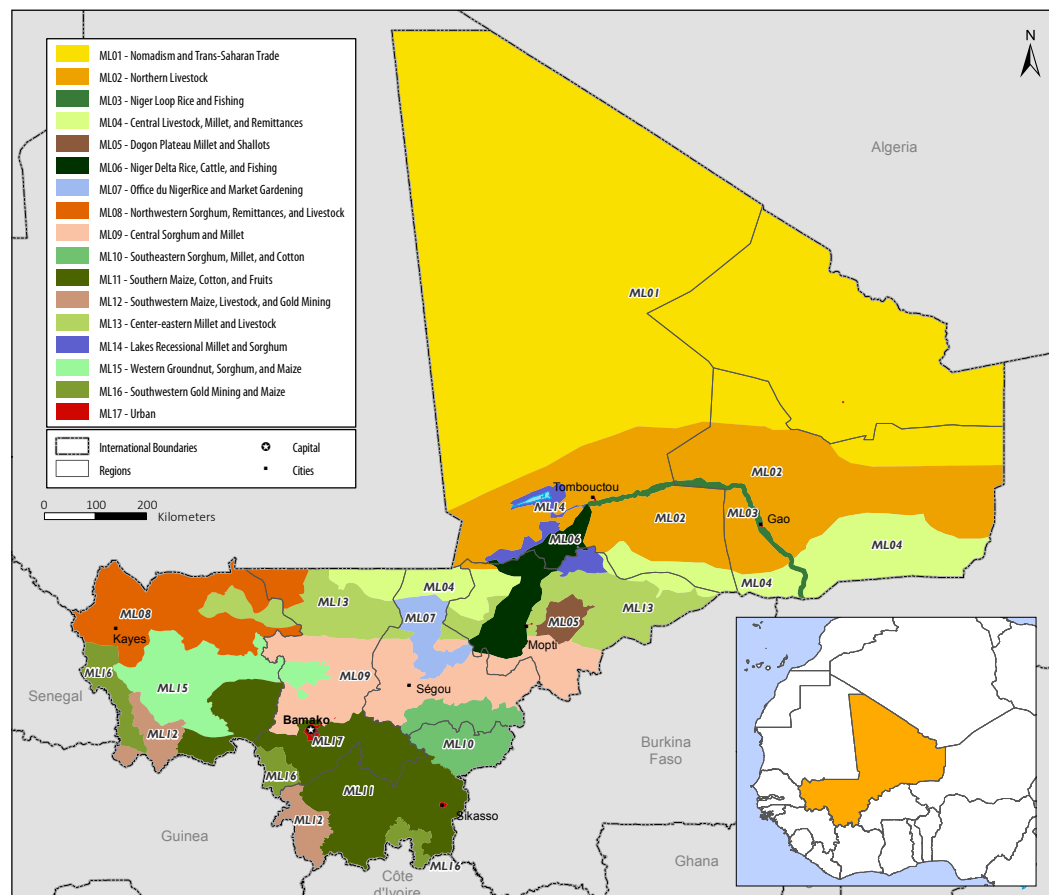 ML01 - Nomadism and Trans-Saharan Trade
ML02 - Northern Livestock
ML03 - Niger Loop Rice and Fishing
ML04 - Central Livestock, Millet, and Remittances
ML05 - Dogon Plateau Millet and Shallots
ML06 - Niger Delta Rice, Cattle, and Fishing
ML07 - Office du NigerRice and Market Gardening
ML08 - Northwestern Sorghum, Remittances, and Livestock
ML09 - Central Sorghum and Millet
ML10 - Southeastern Sorghum, Millet, and Cotton
ML11 - Southern Maize, Cotton, and Fruits
ML12 - Southwestern Maize, Livestock, and Gold Mining
ML13 - Center-eastern Millet and Livestock
ML14 - Lakes Recessional Millet and Sorghum
ML15 - Western Groundnut, Sorghum, and Maize
ML16 - Southwestern Gold Mining and Maize
ML17 - Urban
International Boundaries
Capital
Regions
Cities
0 100 200
Kilometers
N
Algeria
ML01
ML02
Tombouctou
ML14
ML02
ML03
Gao
ML06
ML04
ML04
ML04
ML13
ML08
ML07
ML13
ML05
Kayes
Mopti
ML16
ML15
ML09
Ségou
Senegal
Bamako
ML12
ML17
ML10
Burkina
Faso
ML16
ML11
Sikasso
ML12
Guinea
ML16
Ghana
Côte
d'Ivoire